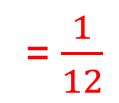 = 1/12